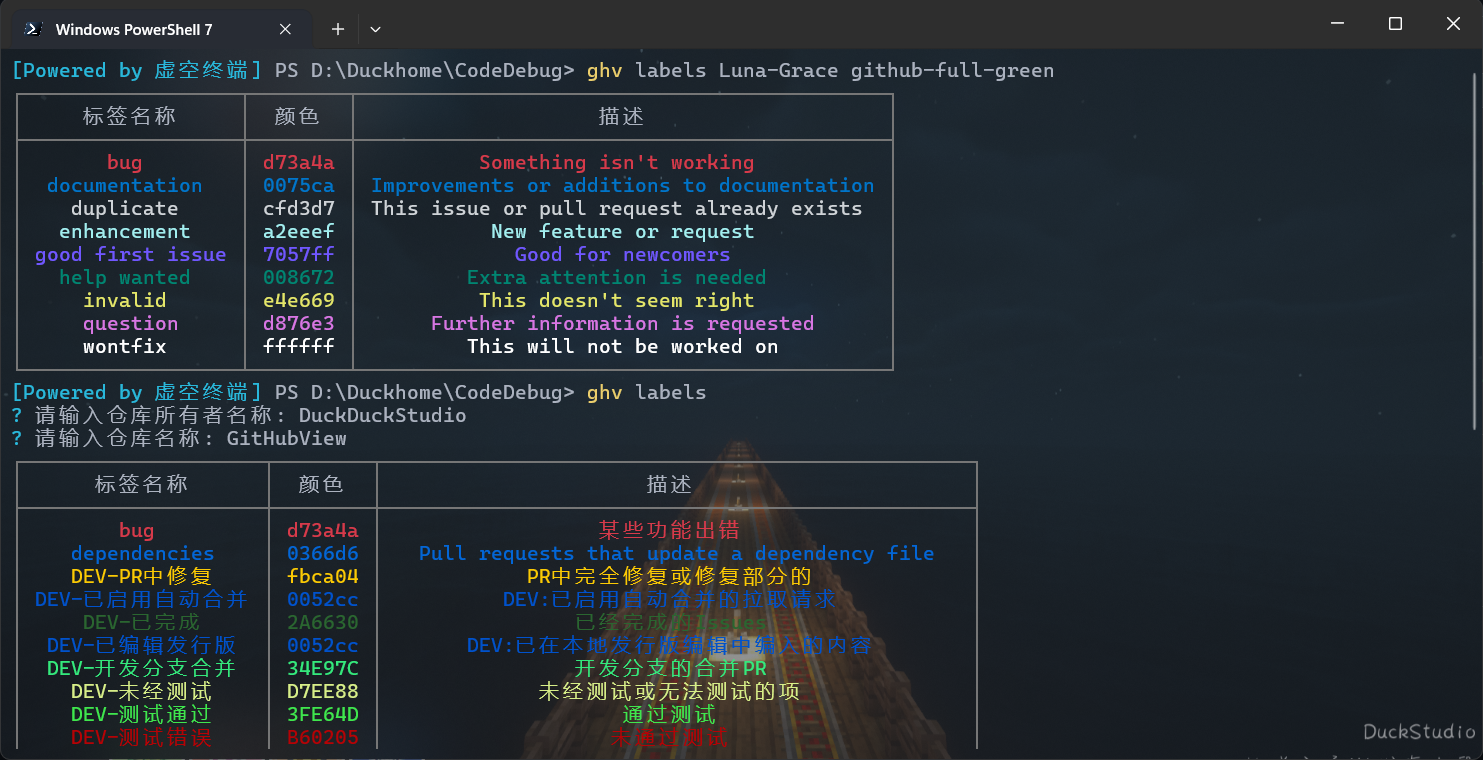 Windows PowerShell 7
[Powered by 虚空终端] PS D:\Duckhome\CodeDebug> ghv labels Luna-Grace github-full-green
标签名称 颜色 描述
bug d73a4a Something isn't working
documentation 0075ca Improvements or additions to documentation
duplicate cfd3d7 This issue or pull request already exists
enhancement a2eeef New feature or request
good first issue 7057ff Good for newcomers
help wanted 008672 Extra attention is needed
invalid e4e669 This doesn't seem right
question d876e3 Further information is requested
wontfix ffffff This will not be worked on
[Powered by 虚空终端] PS D:\Duckhome\CodeDebug> ghv labels
? 请输入仓库所有者名称: DuckDuckStudio
? 请输入仓库名称: GitHubView
标签名称 颜色 描述
bug d73a4a 某些功能出错
dependencies 0366d6 Pull requests that update a dependency file
DEV-PR中修复 fbca04 PR中完全修复或修复部分的
DEV-已启用自动合并 0052cc DEV:已启用自动合并的拉取请求
DEV-已完成 2A6630 已经完成的Issues
DEV-已编辑发行版 0052cc DEV:已在本地发行版编辑中编入的内容
DEV-开发分支合并 34E97C 开发分支的合并PR
DEV-未经测试 D7EE88 未经测试或无法测试的项
DEV-测试通过 3FE64D 通过测试
DEV-测试错误 B60205 未通过测试
DuckStudio